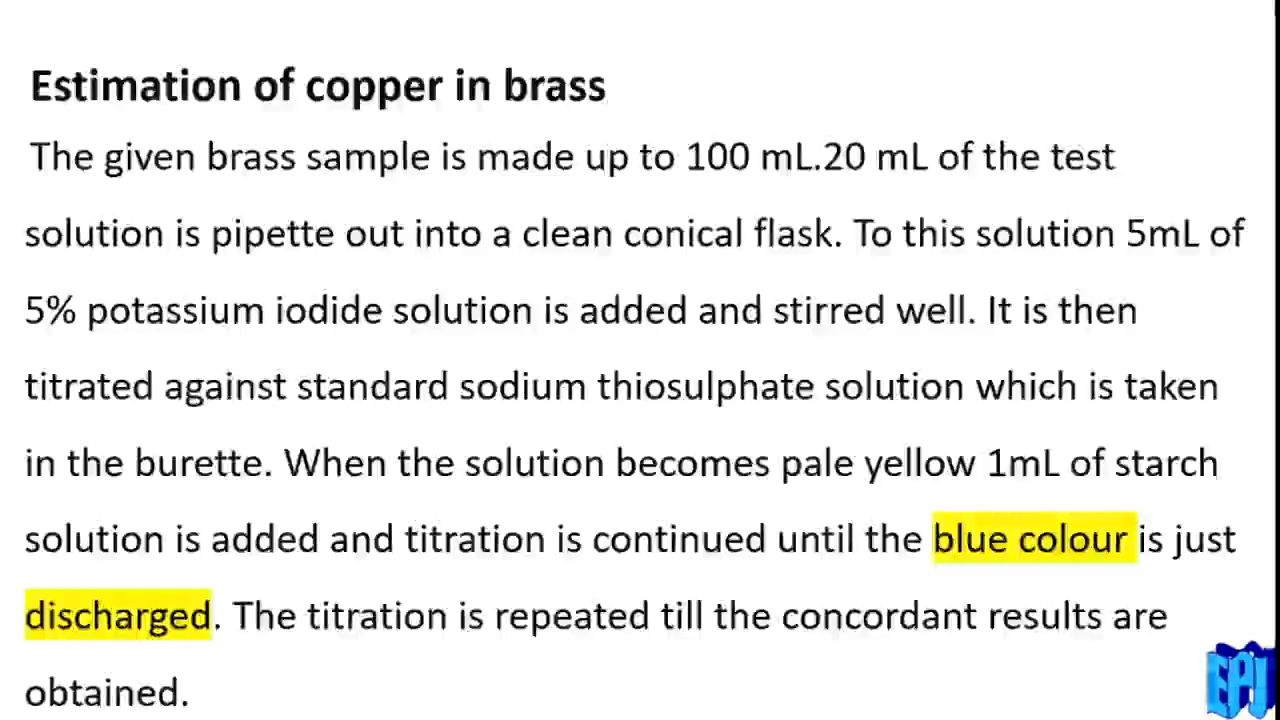 Estimation of copper in brass
The given brass sample is made up to 100 mL.20 mL of the test
solution is pipette out into a clean conical flask. To this solution 5mL of
5% potassium iodide solution is added and stirred well. It is then
titrated against standard sodium thiosulphate solution which is taken
in the burette. When the solution becomes pale yellow 1mL of starch
solution is added and titration is continued until the blue colour is just
discharged. The titration is repeated till the concordant results are
obtained.
EPJ